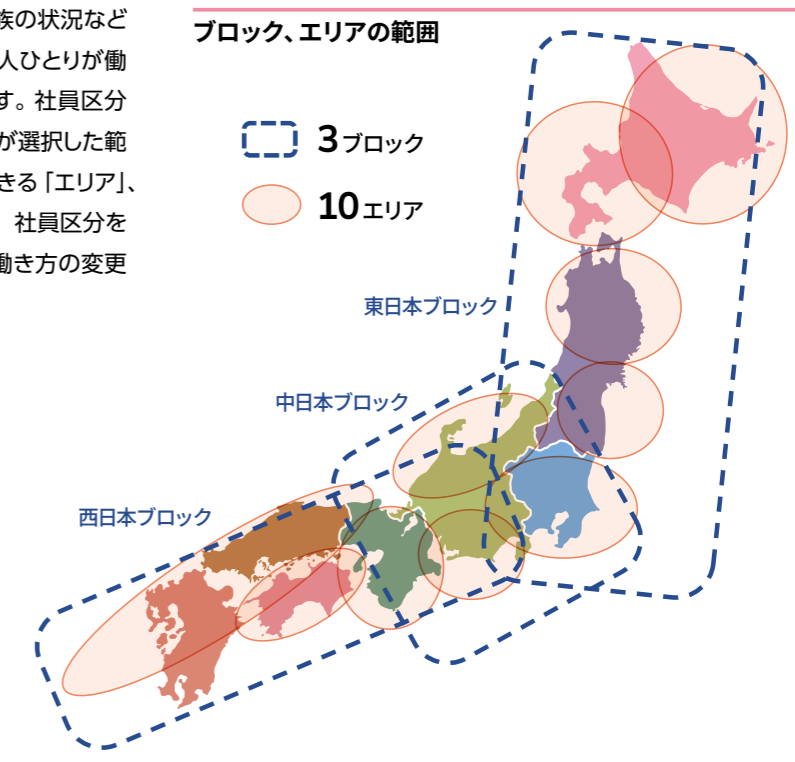 族の状況など
人ひとりが働
す。社員区分
が選択した範
きる「エリア」、
社員区分を
働き方の変更
ブロック、エリアの範囲
3ブロック
10エリア
東日本ブロック
中日本ブロック
西日本ブロック